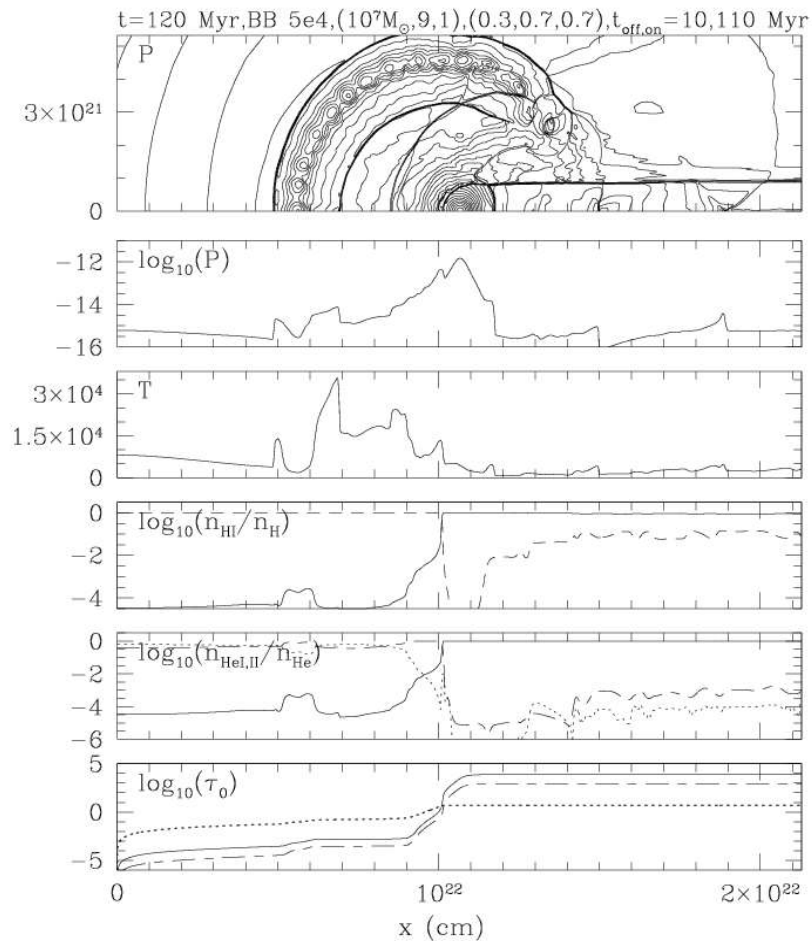 t=120 Myr,BB 5e4,(10⁷M☉,9,1),(0.3,0.7,0.7),t_off,on=10,110 Myr
P
3×10²¹
0
log₁₀(P)
−12
−14
−16
T
3×10⁴
1.5×10⁴
0
log₁₀(n_HI/n_H)
0
−2
−4
log₁₀(n_HeI,II/n_He)
0
−2
−4
−6
log₁₀(τ₀)
5
0
−5
0
10²²
2×10²²
x (cm)